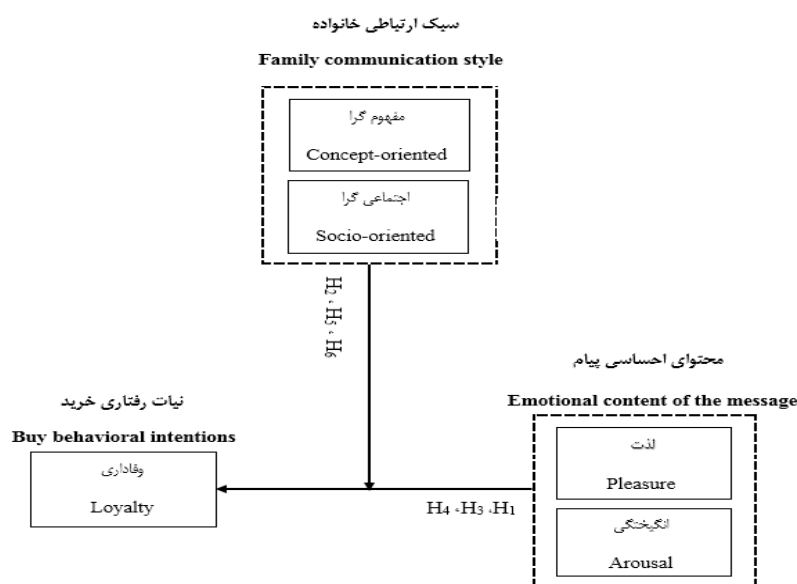 سبک ارتباطی خانواده
Family communication style
مفهوم گرا
Concept-oriented
اجتماعی گرا
Socio-oriented
H2 ، H5 ، H6
محتوای احساسی پیام
Emotional content of the message
لذت
Pleasure
انگیختگی
Arousal
H4 ،H3 ،H1
نیات رفتاری خرید
Buy behavioral intentions
وفاداری
Loyalty